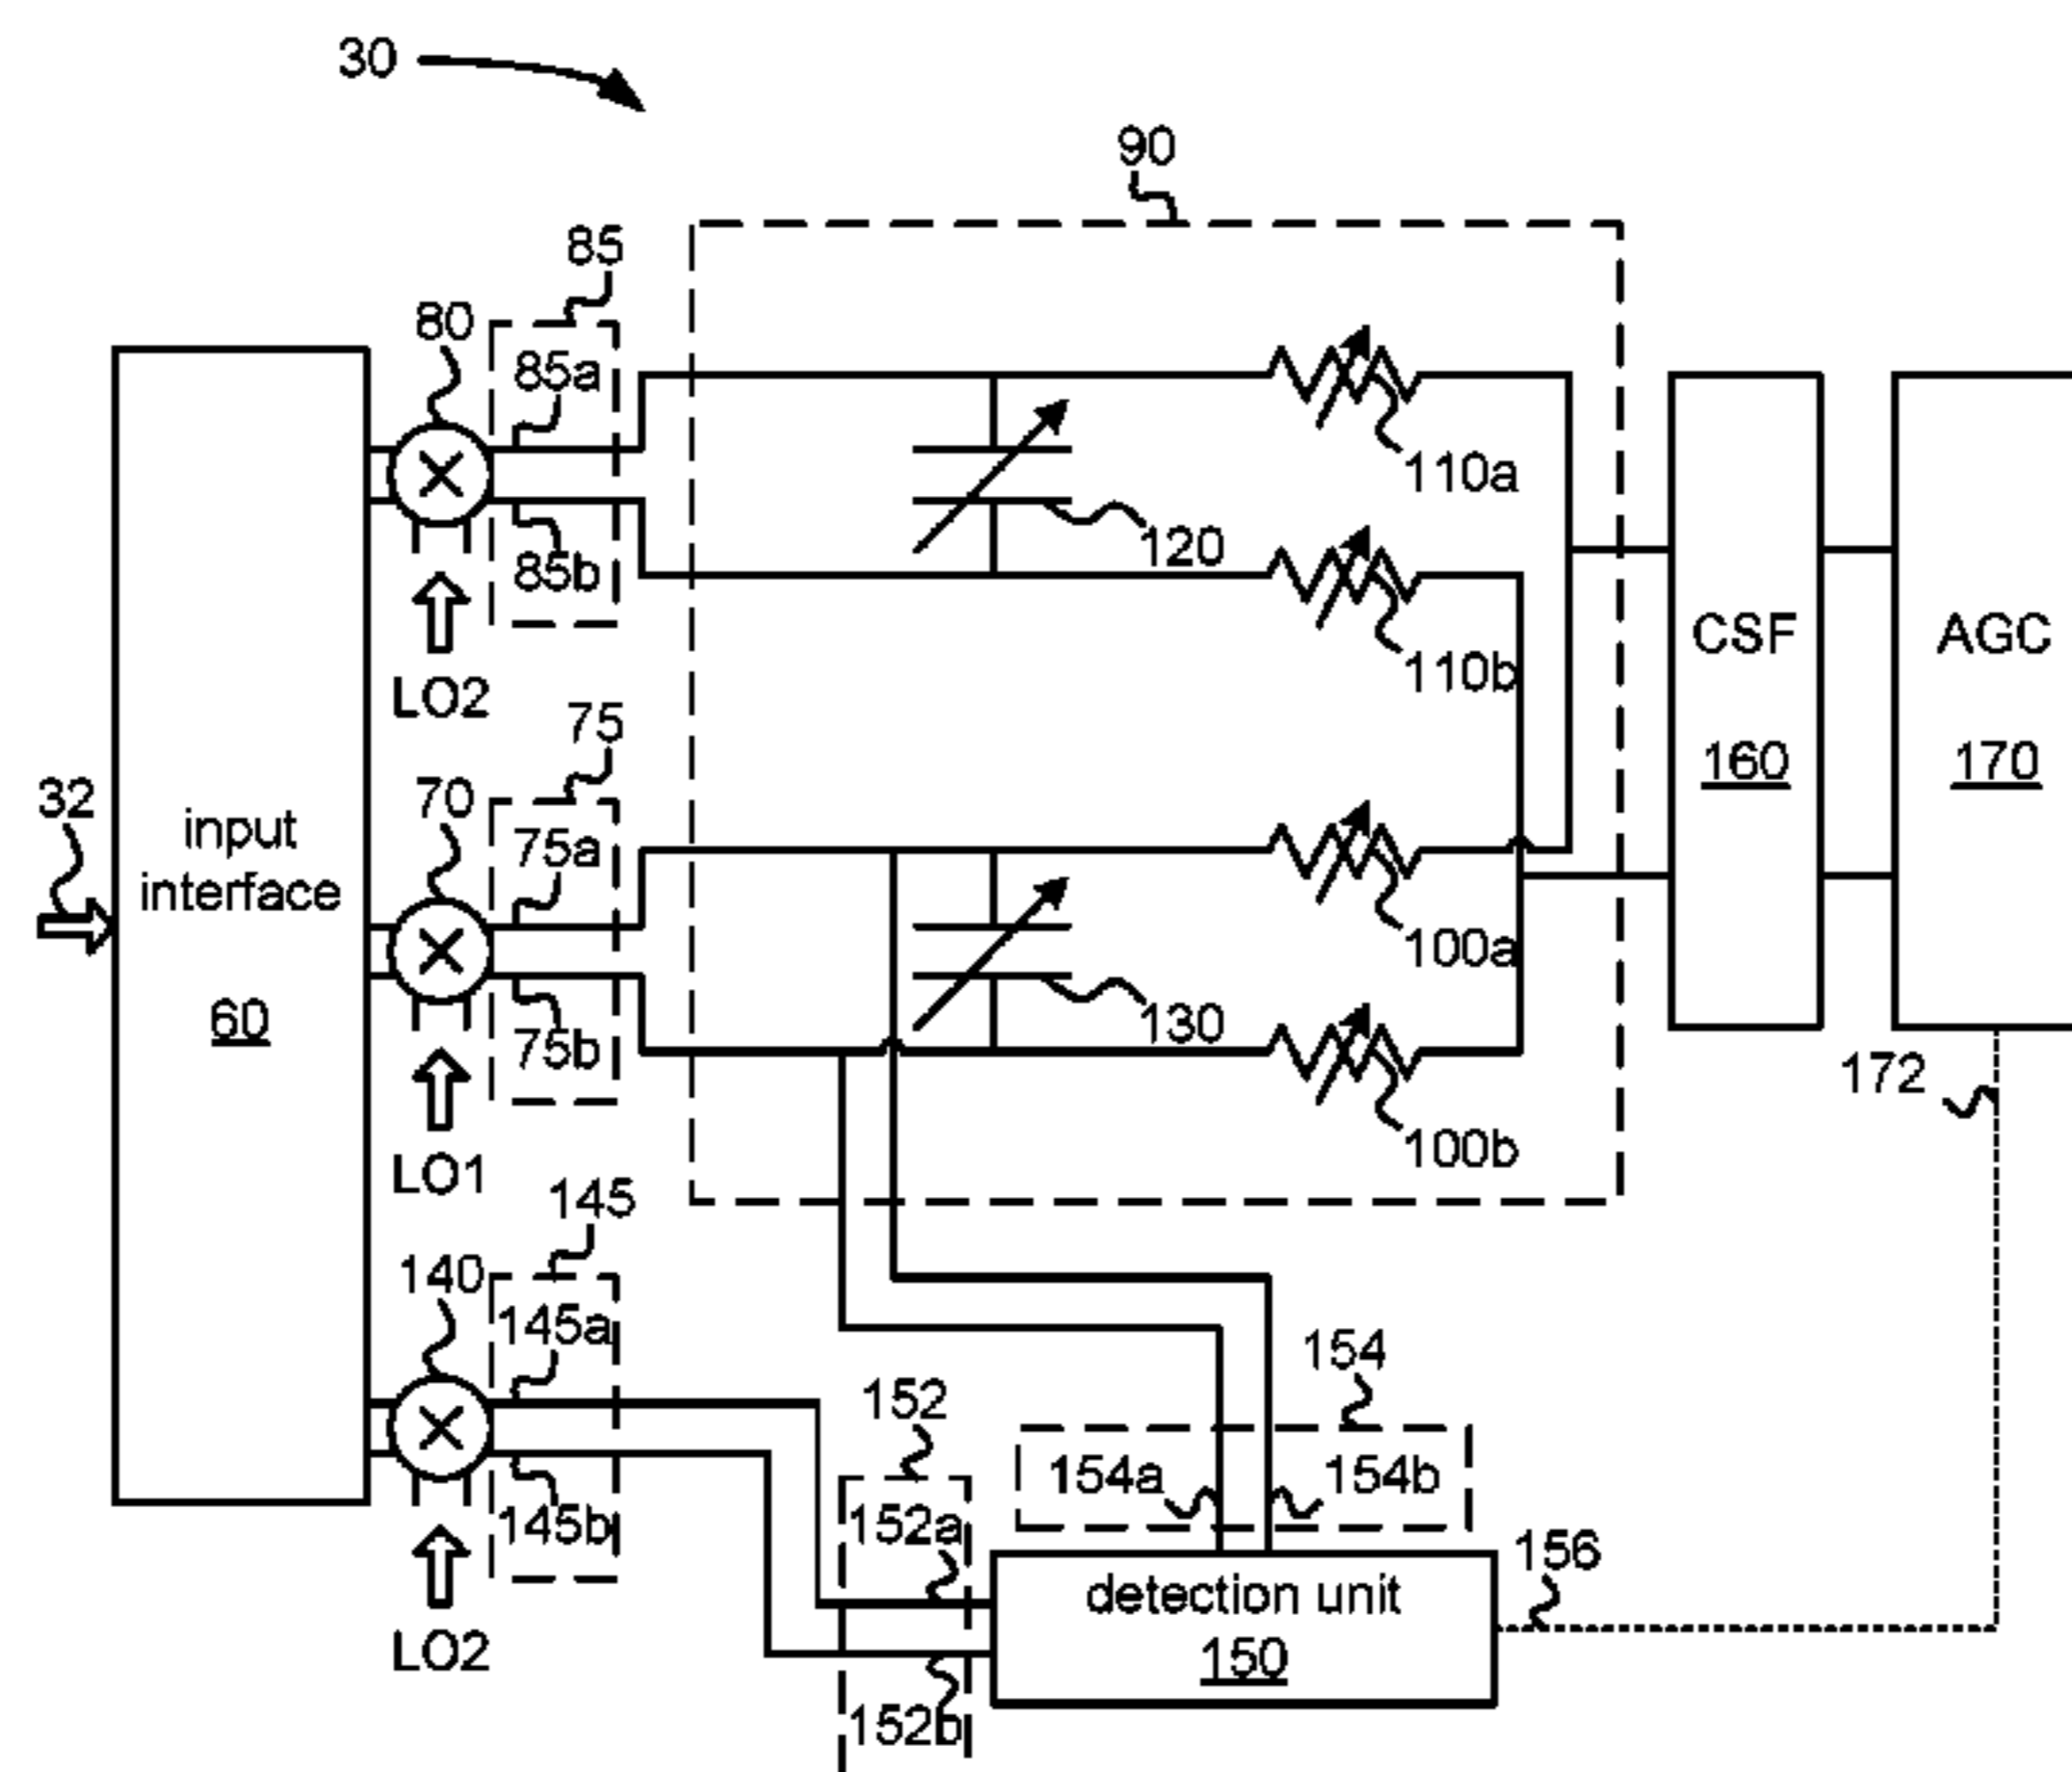 30
90
85
80
85a
110a
120
85b
LO2
110b
CSF
160
AGC
170
75
32
70
75a
input
interface
60
100a
130
75b
172
LO1
100b
145
140
145a
154
152
154a
154b
145b
152a
156
detection unit
150
LO2
152b